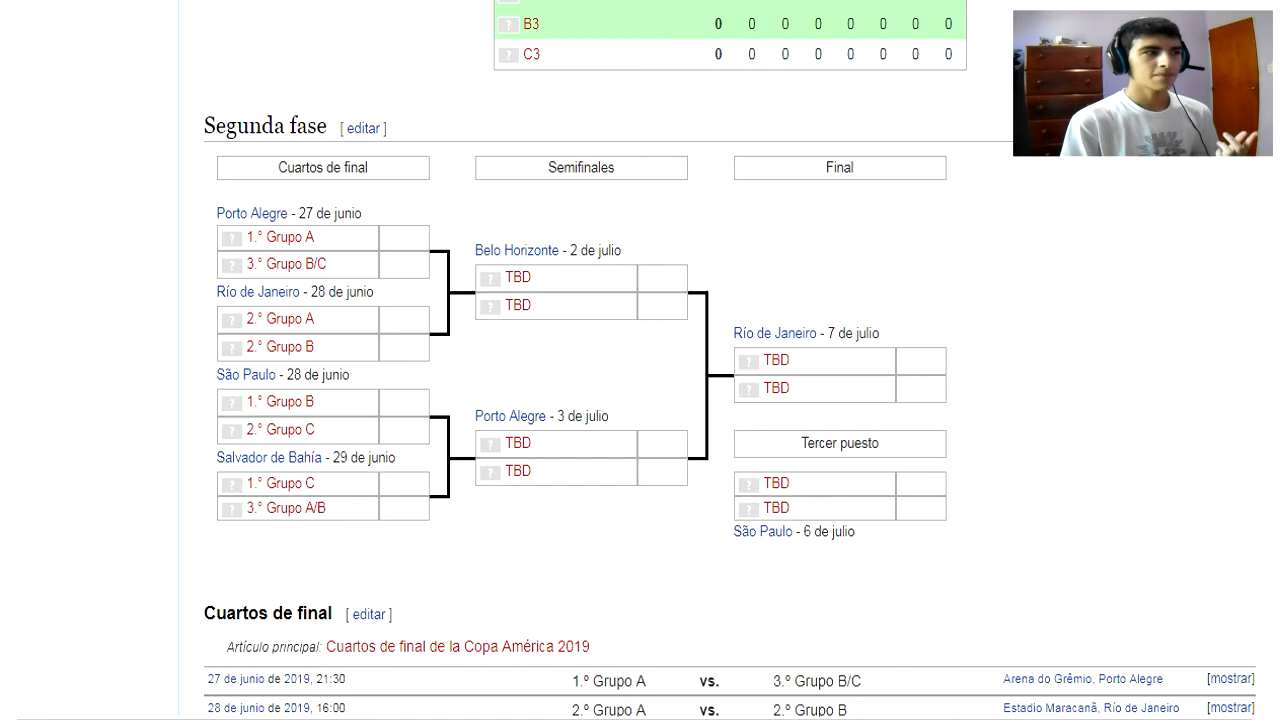 B3 0 0 0 0 0 0 0 0
C3 0 0 0 0 0 0 0 0
Segunda fase [ editar ]
Cuartos de final Semifinales Final
Porto Alegre - 27 de junio
1.° Grupo A
3.° Grupo B/C
Río de Janeiro - 28 de junio
2.° Grupo A
2.° Grupo B
São Paulo - 28 de junio
1.° Grupo B
2.° Grupo C
Salvador de Bahía - 29 de junio
1.° Grupo C
3.° Grupo A/B
Belo Horizonte - 2 de julio
TBD
TBD
Porto Alegre - 3 de julio
TBD
TBD
Río de Janeiro - 7 de julio
TBD
TBD
Tercer puesto
TBD
TBD
São Paulo - 6 de julio
Cuartos de final [ editar ]
Artículo principal: Cuartos de final de la Copa América 2019
27 de junio de 2019, 21:30 1.º Grupo A vs. 3.º Grupo B/C Arena do Grêmio, Porto Alegre [mostrar]
28 de junio de 2019, 16:00 2.º Grupo A vs. 2.º Grupo B Estadio Maracanã, Río de Janeiro [mostrar]